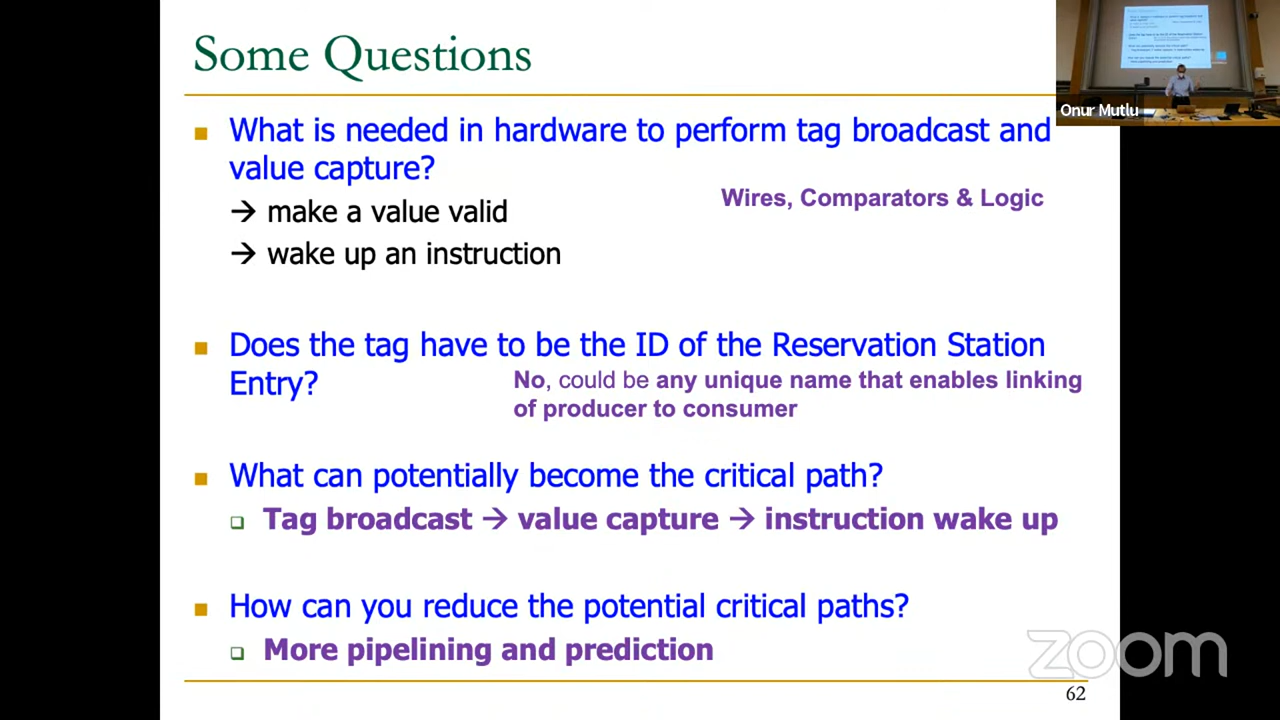 Some Questions
Onur Mutlu
What is needed in hardware to perform tag broadcast and
value capture?
Wires, Comparators & Logic
→ make a value valid
→ wake up an instruction
Does the tag have to be the ID of the Reservation Station
Entry?
No, could be any unique name that enables linking
of producer to consumer
What can potentially become the critical path?
Tag broadcast → value capture → instruction wake up
How can you reduce the potential critical paths?
More pipelining and prediction
zoom
62